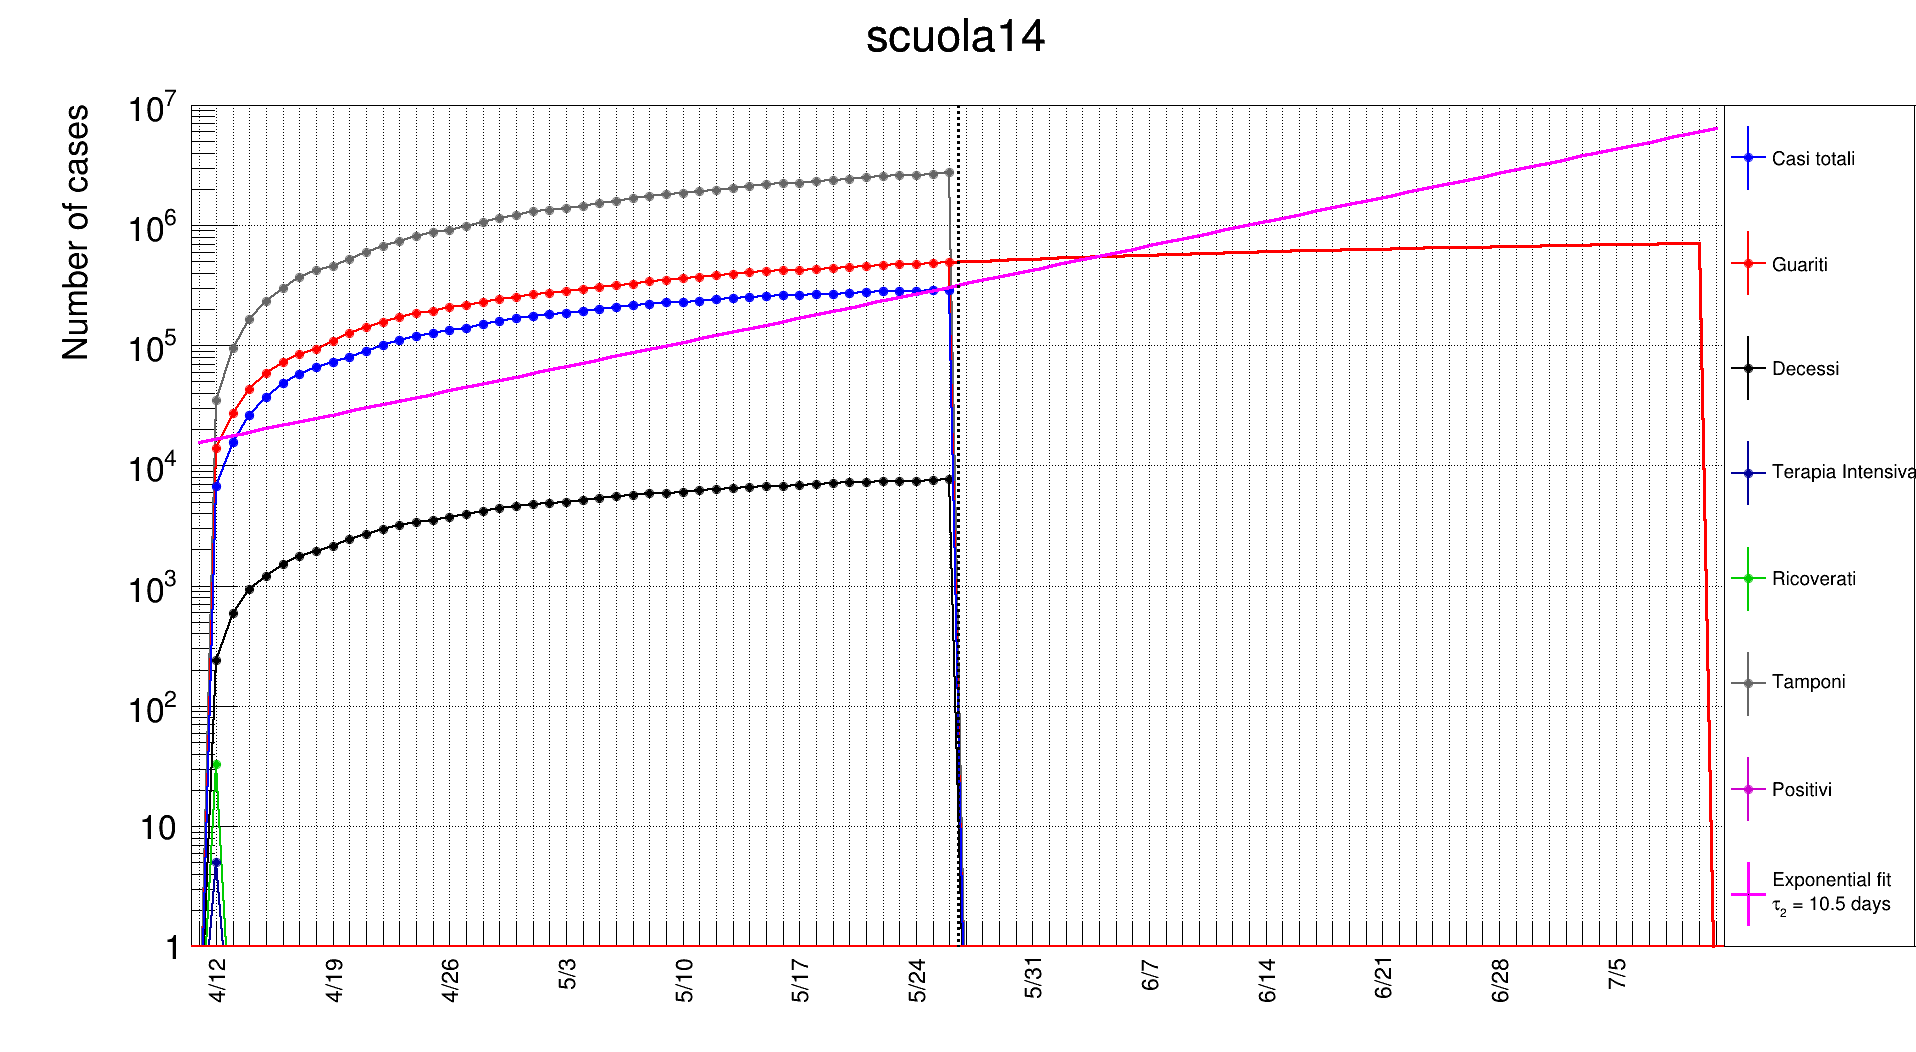 scuola14
Number of cases
10^7
10^6
10^5
10^4
10^3
10^2
10
1
4/12
4/19
4/26
5/3
5/10
5/17
5/24
5/31
6/7
6/14
6/21
6/28
7/5
Casi totali
Guariti
Decessi
Terapia Intensiva
Ricoverati
Tamponi
Positivi
Exponential fit
τ₂ = 10.5 days